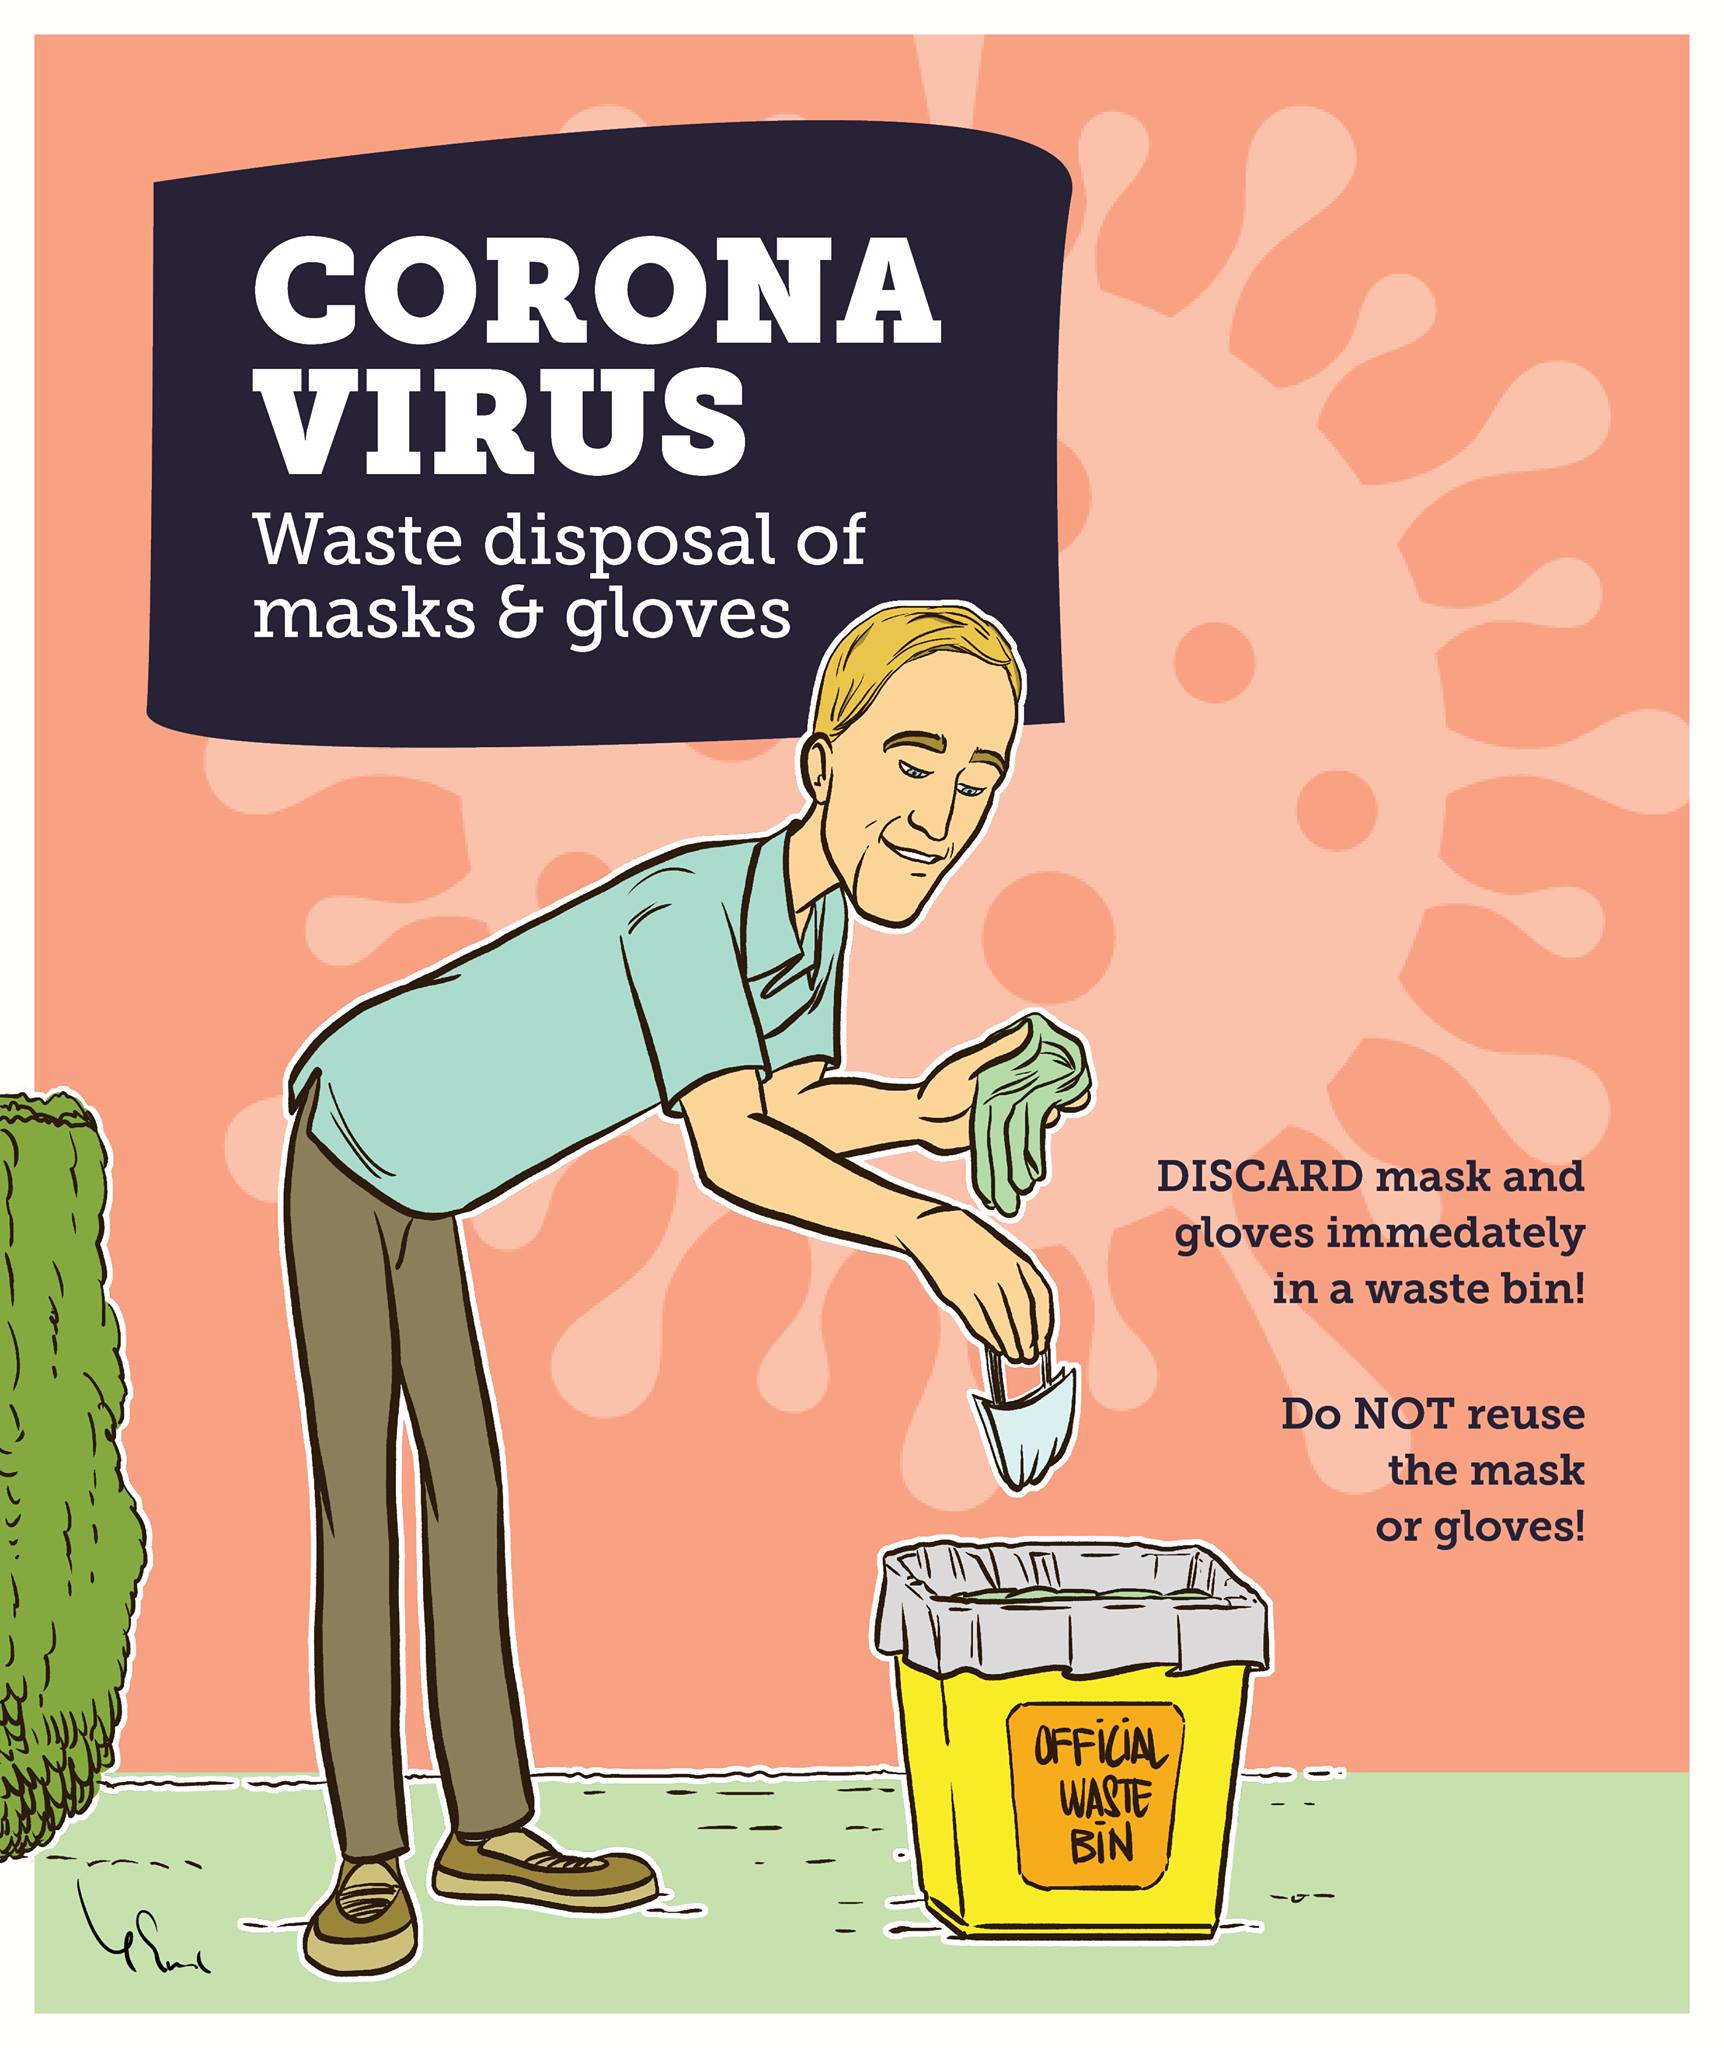 CORONA
VIRUS
Waste disposal of
masks & gloves
DISCARD mask and
gloves immedately
in a waste bin!
Do NOT reuse
the mask
or gloves!
OFFICIAL
WASTE
BIN